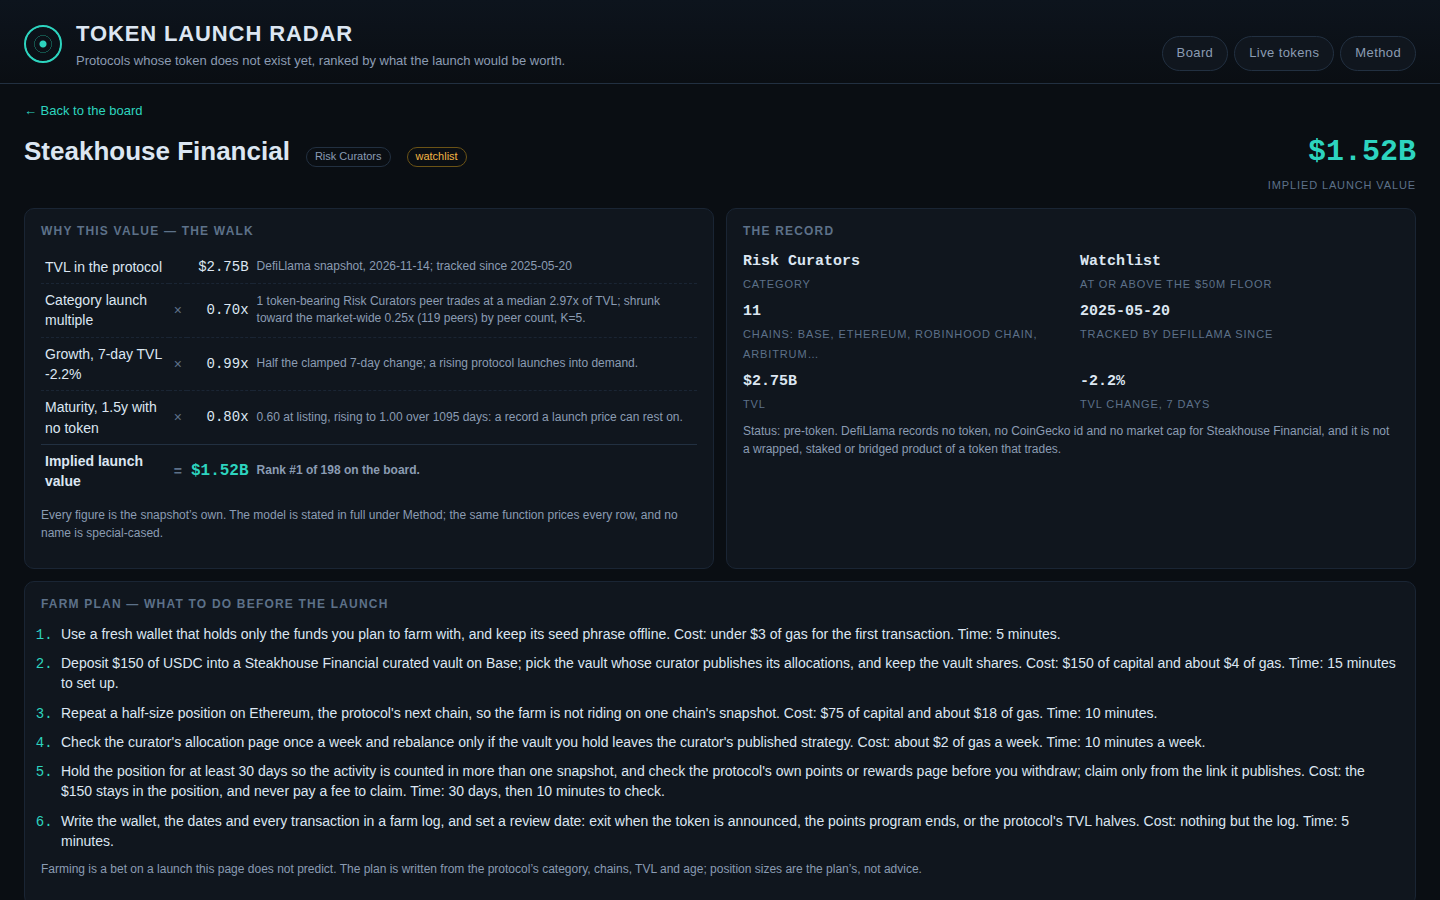 TOKEN LAUNCH RADAR
Protocols whose token does not exist yet, ranked by what the launch would be worth.
Board
Live tokens
Method
← Back to the board
Steakhouse Financial
Risk Curators
watchlist
$1.52B
IMPLIED LAUNCH VALUE
WHY THIS VALUE — THE WALK
TVL in the protocol $2.75B DefiLlama snapshot, 2026-11-14; tracked since 2025-05-20
Category launch multiple × 0.70x 1 token-bearing Risk Curators peer trades at a median 2.97x of TVL; shrunk
toward the market-wide 0.25x (119 peers) by peer count, K=5.
Growth, 7-day TVL -2.2% × 0.99x Half the clamped 7-day change; a rising protocol launches into demand.
Maturity, 1.5y with no token × 0.80x 0.60 at listing, rising to 1.00 over 1095 days: a record a launch price can rest on.
Implied launch value = $1.52B Rank #1 of 198 on the board.
Every figure is the snapshot's own. The model is stated in full under Method; the same function prices every row, and no
name is special-cased.
THE RECORD
Risk Curators
CATEGORY
Watchlist
AT OR ABOVE THE $50M FLOOR
11
CHAINS: BASE, ETHEREUM, ROBINHOOD CHAIN,
ARBITRUM…
2025-05-20
TRACKED BY DEFILLAMA SINCE
$2.75B
TVL
-2.2%
TVL CHANGE, 7 DAYS
Status: pre-token. DefiLlama records no token, no CoinGecko id and no market cap for Steakhouse Financial, and it is not
a wrapped, staked or bridged product of a token that trades.
FARM PLAN — WHAT TO DO BEFORE THE LAUNCH
1. Use a fresh wallet that holds only the funds you plan to farm with, and keep its seed phrase offline. Cost: under $3 of gas for the first transaction. Time: 5 minutes.
2. Deposit $150 of USDC into a Steakhouse Financial curated vault on Base; pick the vault whose curator publishes its allocations, and keep the vault shares. Cost: $150 of capital and about $4 of gas. Time: 15 minutes
to set up.
3. Repeat a half-size position on Ethereum, the protocol's next chain, so the farm is not riding on one chain's snapshot. Cost: $75 of capital and about $18 of gas. Time: 10 minutes.
4. Check the curator's allocation page once a week and rebalance only if the vault you hold leaves the curator's published strategy. Cost: about $2 of gas a week. Time: 10 minutes a week.
5. Hold the position for at least 30 days so the activity is counted in more than one snapshot, and check the protocol's own points or rewards page before you withdraw; claim only from the link it publishes. Cost: the
$150 stays in the position, and never pay a fee to claim. Time: 30 days, then 10 minutes to check.
6. Write the wallet, the dates and every transaction in a farm log, and set a review date: exit when the token is announced, the points program ends, or the protocol's TVL halves. Cost: nothing but the log. Time: 5
minutes.
Farming is a bet on a launch this page does not predict. The plan is written from the protocol's category, chains, TVL and age; position sizes are the plan's, not advice.